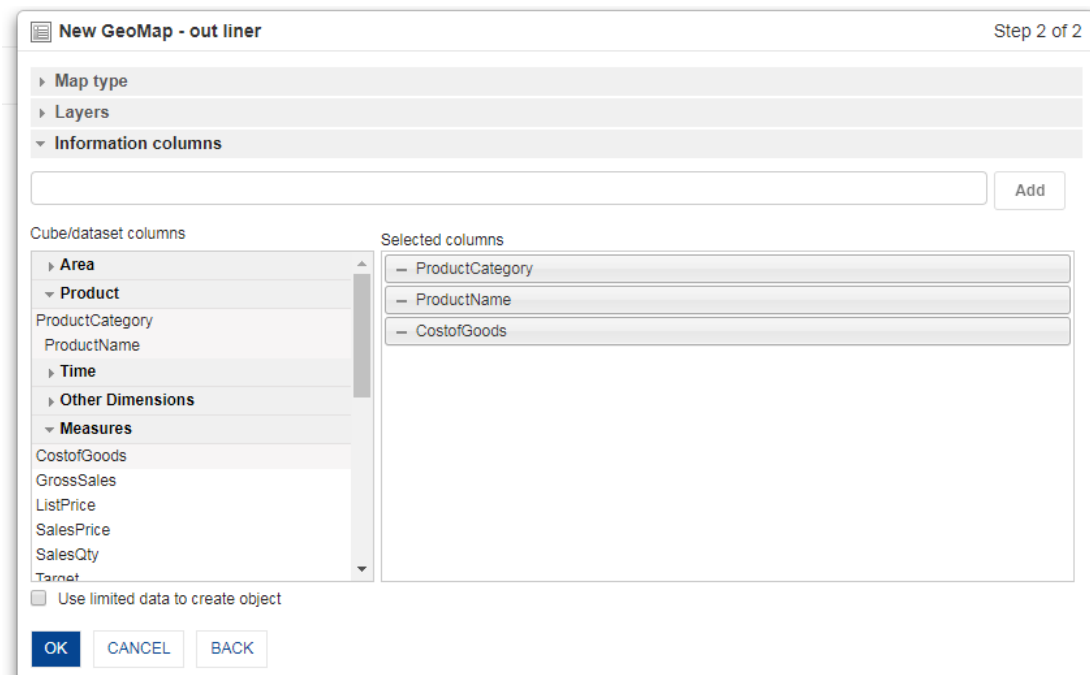 New GeoMap - out liner
Step 2 of 2
Map type
Layers
Information columns
Add
Cube/dataset columns
Selected columns
Area
Product
ProductCategory
ProductName
Time
Other Dimensions
Measures
CostofGoods
GrossSales
ListPrice
SalesPrice
SalesQty
Target
ProductCategory
ProductName
CostofGoods
Use limited data to create object
OK
CANCEL
BACK